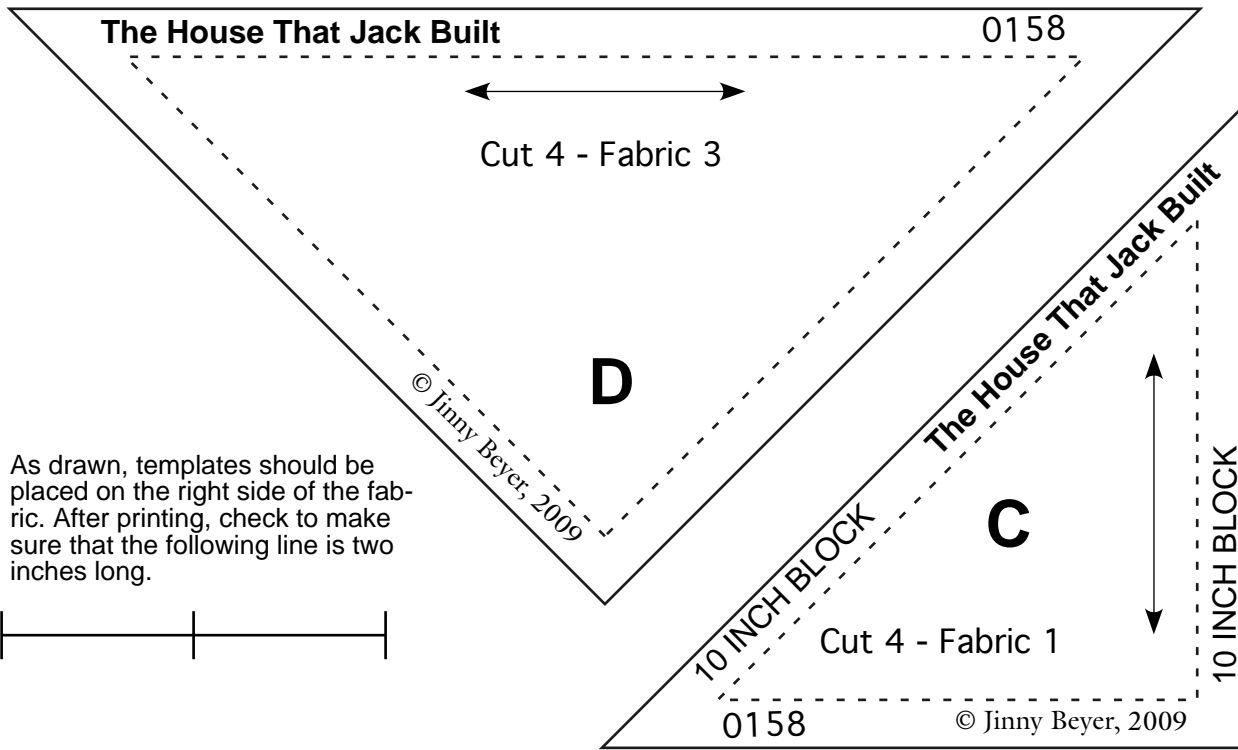 The House That Jack Built
0158
Cut 4 - Fabric 3
D
© Jinny Beyer, 2009
As drawn, templates should be
placed on the right side of the fab-
ric. After printing, check to make
sure that the following line is two
inches long.
The House That Jack Built
10 INCH BLOCK
C
10 INCH BLOCK
Cut 4 - Fabric 1
0158
© Jinny Beyer, 2009